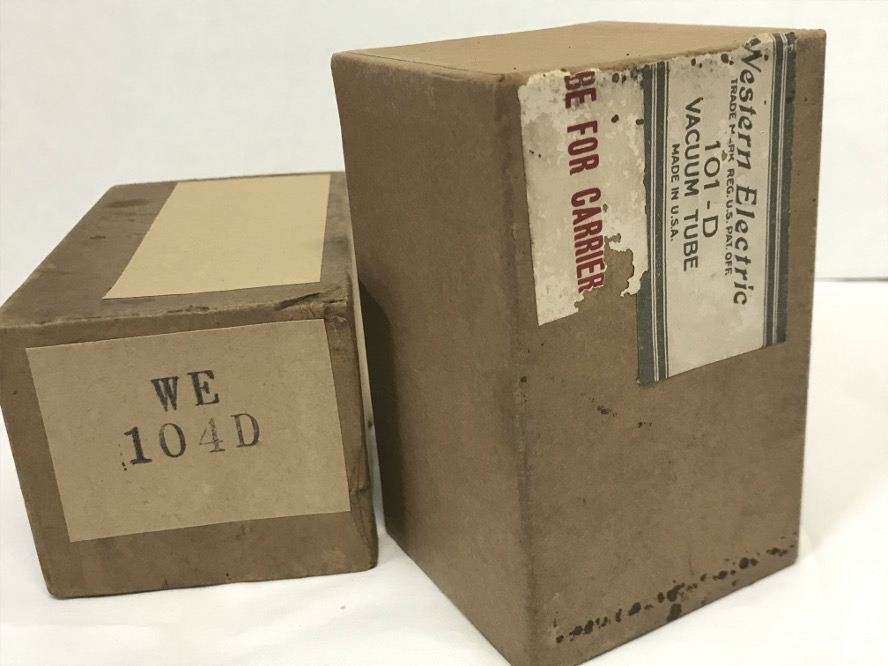 WE
104D
BE FOR CARRIER
Western Electric
TRADE MARK REG. U.S. PAT. OFF.
101-D
VACUUM TUBE
MADE IN U.S.A.